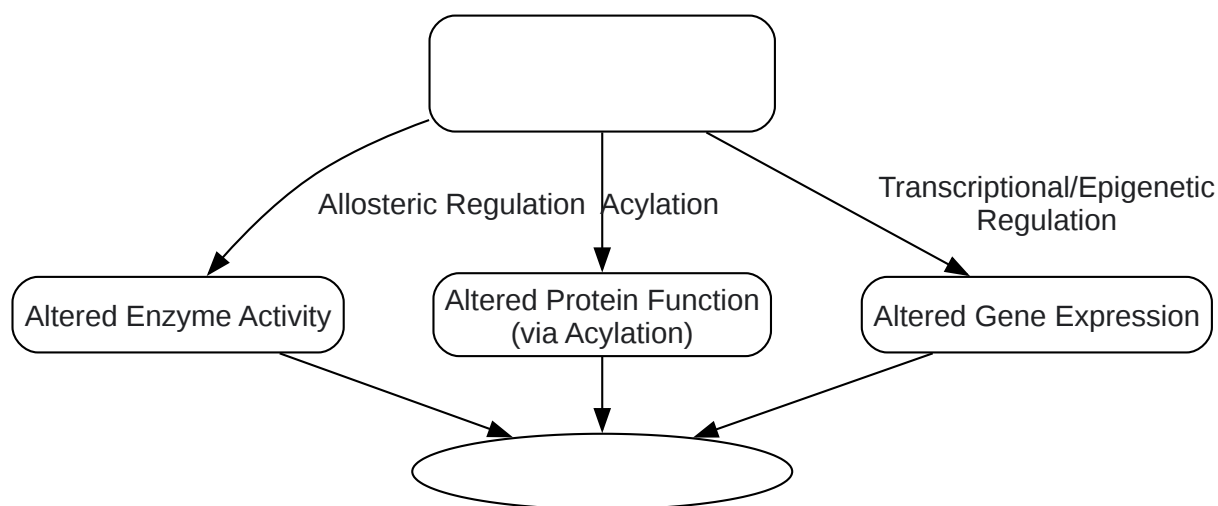 Allosteric Regulation
Acylation
Transcriptional/Epigenetic
Regulation
Altered Enzyme Activity
Altered Protein Function
(via Acylation)
Altered Gene Expression